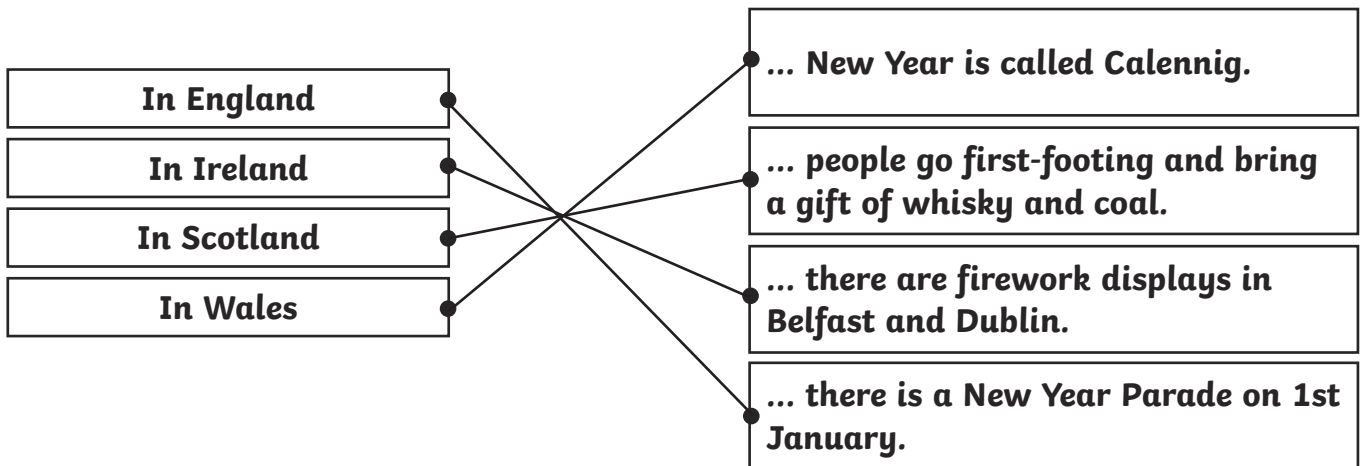 In England
In Ireland
In Scotland
In Wales
... New Year is called Calennig.
... people go first-footing and bring
a gift of whisky and coal.
... there are firework displays in
Belfast and Dublin.
... there is a New Year Parade on 1st
January.